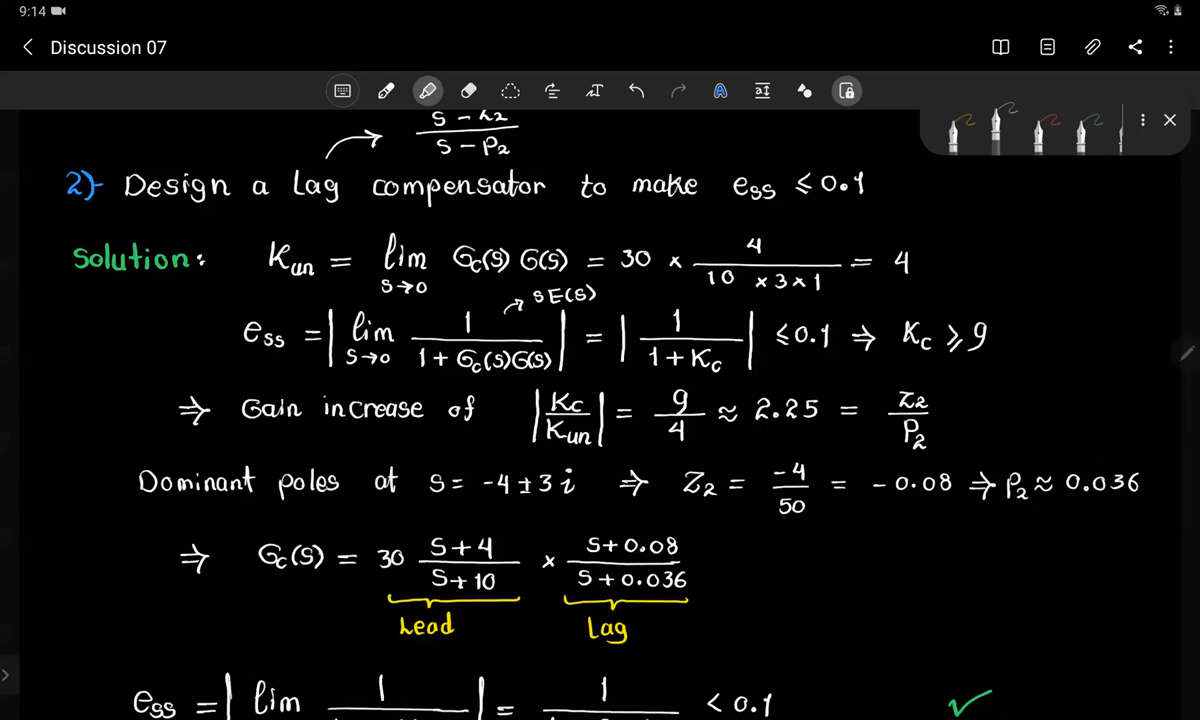 9:14
Discussion 07
s - z2 / s - p2
2)- Design a Lag compensator to make ess ⩽ 0.1
Solution: Kun = lim s→0 Gc(s) G(s) = 30 × 4 / 10 × 3 × 1 = 4
→ SE(s)
ess = | lim s→0 1 / 1 + Gc(s)G(s) | = | 1 / 1 + Kc | ⩽ 0.1 ⇒ Kc ⩾ 9
⇒ Gain increase of | Kc / Kun | = 9 / 4 ≈ 2.25 = Z2 / P2
Dominant poles at s = -4 ± 3i ⇒ Z2 = -4 / 50 = -0.08 ⇒ P2 ≈ 0.036
⇒ Gc(s) = 30 s+4 / s+10 × s+0.08 / s+0.036
Lead Lag
ess = | lim 1 | = 1 < 0.1 ✓